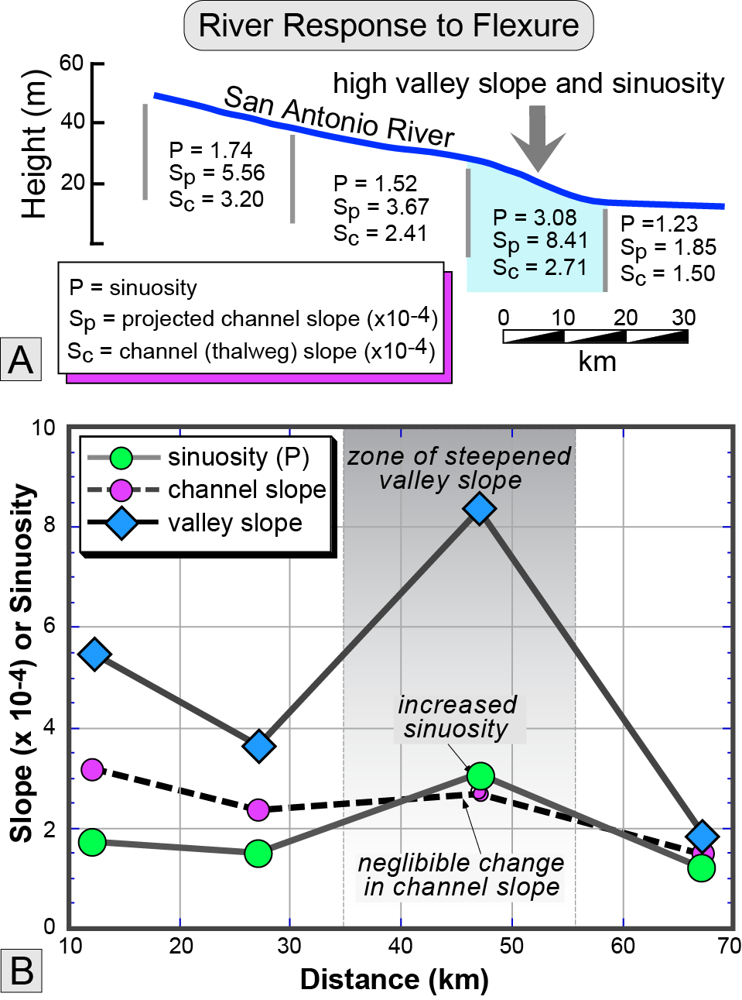 River Response to Flexure
high valley slope and sinuosity
San Antonio River
Height (m)
60
40
20
P = 1.74
Sp = 5.56
Sc = 3.20
P = 1.52
Sp = 3.67
Sc = 2.41
P = 3.08
Sp = 8.41
Sc = 2.71
P =1.23
Sp = 1.85
Sc = 1.50
P = sinuosity
Sp = projected channel slope (x10-4)
Sc = channel (thalweg) slope (x10-4)
0 10 20 30
km
A
10
8
6
4
2
0
Slope (x 10-4) or Sinuosity
sinuosity (P)
channel slope
valley slope
zone of steepened
valley slope
increased
sinuosity
neglibible change
in channel slope
10 20 30 40 50 60 70
Distance (km)
B